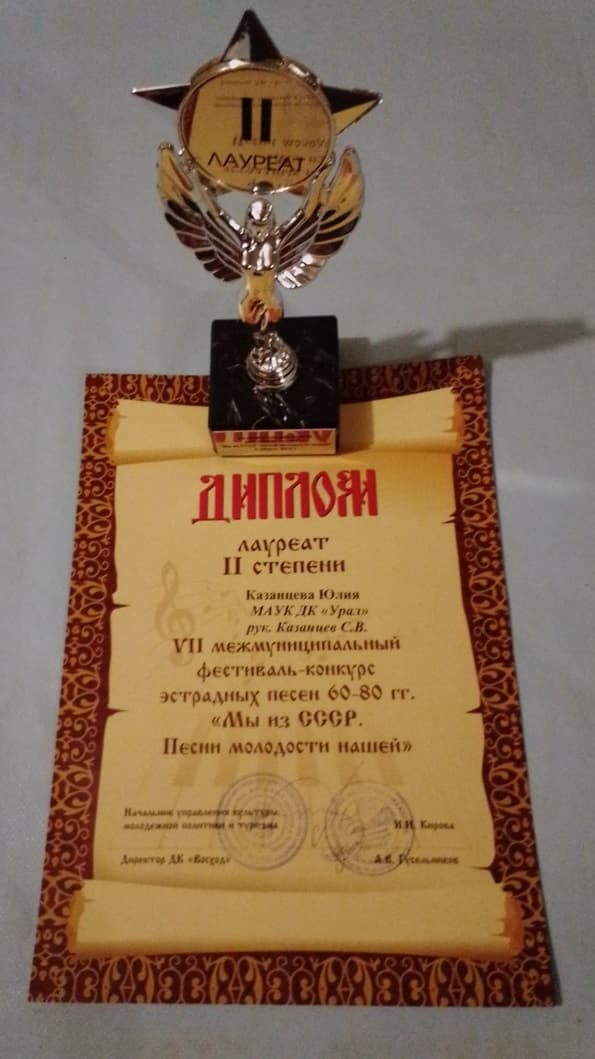 II
ЛАУРЕАТ
ДИПЛОМ
лауреат
II степени
Казанцева Юлия
МАУК ДК «Урал»
рук. Казанцев С.В.
VII межмуниципальный
фестиваль-конкурс
эстрадных песен 60-80 гг.
«Мы из СССР.
Песни молодости нашей»
Начальник управления культуры,
молодежной политики и туризма
И.И. Кирова
Директор ДК «Восход»
А.В. Гусельников